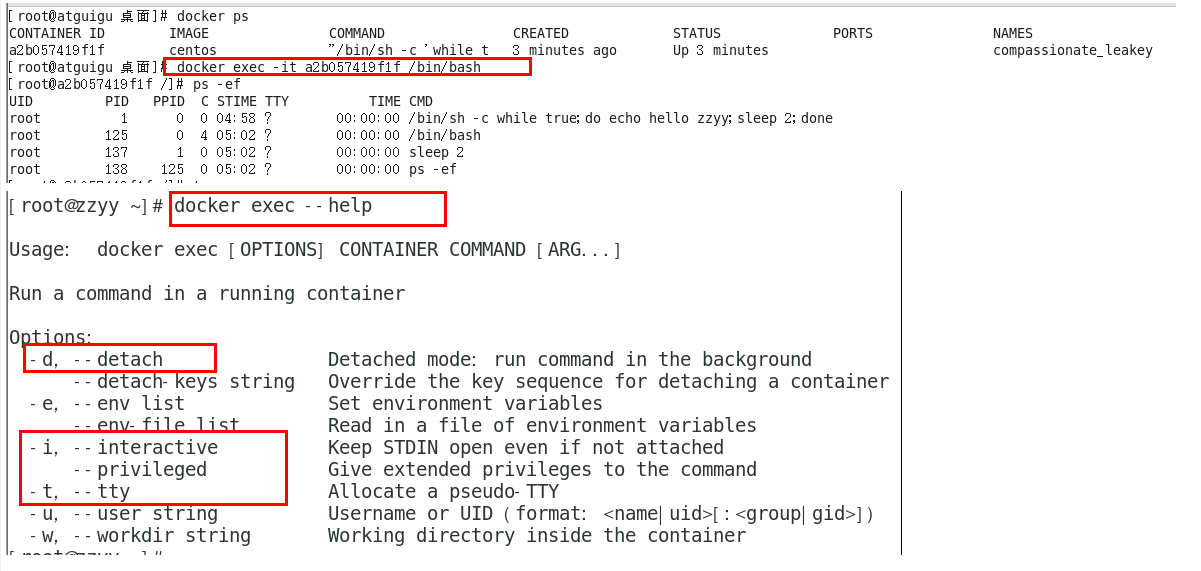 [root@atguigu 桌面]# docker ps
CONTAINER ID        IMAGE               COMMAND                CREATED             STATUS              PORTS               NAMES
a2b057419f1f        centos              "/bin/sh -c 'while t   3 minutes ago       Up 3 minutes                            compassionate_leakey
[root@atguigu 桌面]# docker exec -it a2b057419f1f /bin/bash
[root@a2b057419f1f /]# ps -ef
UID         PID   PPID  C STIME TTY          TIME CMD
root          1      0  0 04:58 ?        00:00:00 /bin/sh -c while true;do echo hello zzyy;sleep 2;done
root        125      0  4 05:02 ?        00:00:00 /bin/bash
root        137      1  0 05:02 ?        00:00:00 sleep 2
root        138    125  0 05:02 ?        00:00:00 ps -ef
[root@zzyy ~]# docker exec --help
Usage:  docker exec [OPTIONS] CONTAINER COMMAND [ARG...]
Run a command in a running container
Options:
-d, --detach               Detached mode: run command in the background
--detach-keys string   Override the key sequence for detaching a container
-e, --env list             Set environment variables
--env-file list        Read in a file of environment variables
-i, --interactive          Keep STDIN open even if not attached
--privileged           Give extended privileges to the command
-t, --tty                  Allocate a pseudo-TTY
-u, --user string          Username or UID (format: <name|uid>[:<group|gid>])
-w, --workdir string       Working directory inside the container